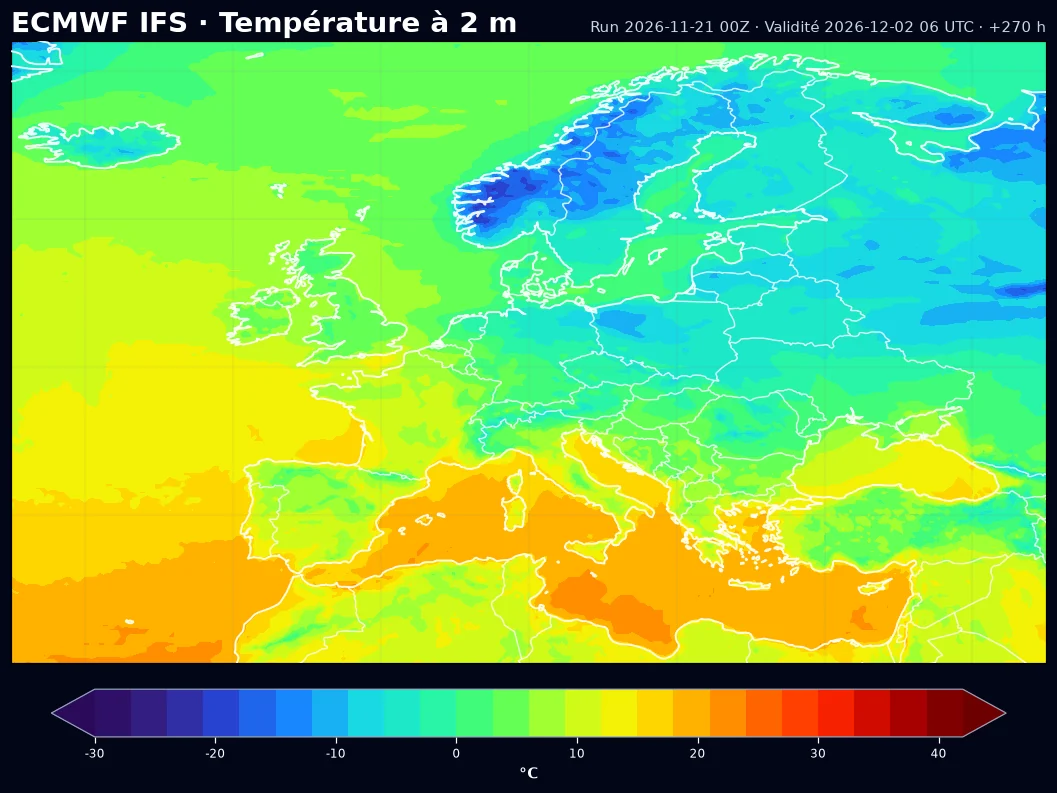 ECMWF IFS · Température à 2 m
Run 2026-11-21 00Z · Validité 2026-12-02 06 UTC · +270 h
-30 -20 -10 0 10 20 30 40
°C